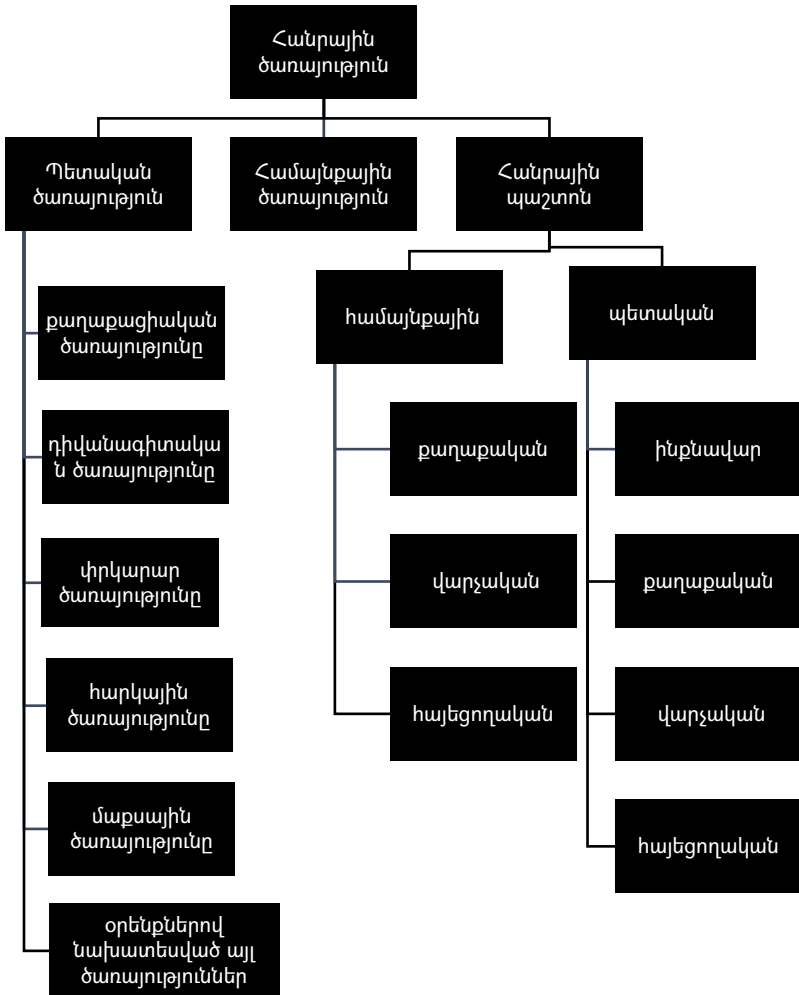 Հանրային
ծառայություն
Պետական
ծառայություն
Համայնքային
ծառայություն
Հանրային
պաշտոն
քաղաքացիական
ծառայությունը
դիվանագիտակա
ն ծառայությունը
փրկարար
ծառայությունը
հարկային
ծառայությունը
մաքսային
ծառայությունը
օրենքներով
նախատեսված այլ
ծառայություններ
համայնքային
քաղաքական
վարչական
հայեցողական
պետական
ինքնավար
քաղաքական
վարչական
հայեցողական